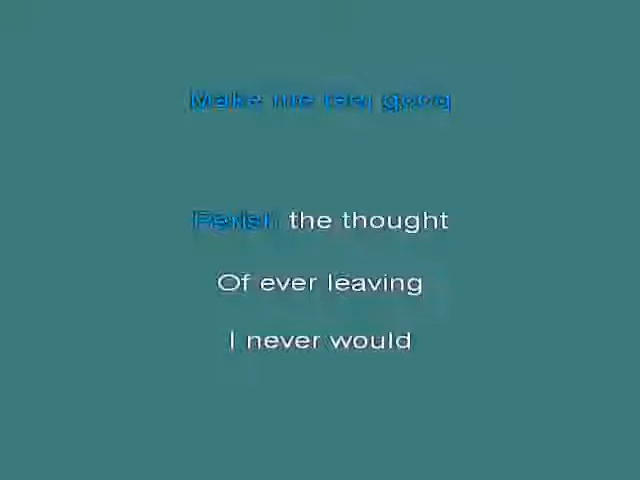 Make me feel good
Perish the thought
Of ever leaving
I never would